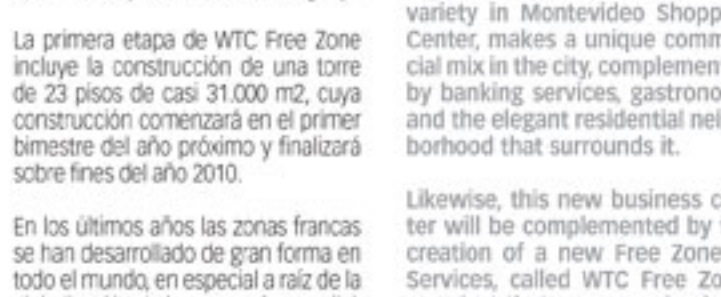 La primera etapa de WTC Free Zone
incluye la construcción de una torre
de 23 pisos de casi 31.000 m2, cuya
construcción comenzará en el primer
bimestre del año próximo y finalizará
sobre fines del año 2010.
En los últimos años las zonas francas
se han desarrollado de gran forma en
todo el mundo, en especial a raíz de la
variety in Montevideo Shopp
Center, makes a unique comm
cial mix in the city, complemen
by banking services, gastrono
and the elegant residential nei
borhood that surrounds it.
Likewise, this new business c
ter will be complemented by
creation of a new Free Zone
Services, called WTC Free Zo